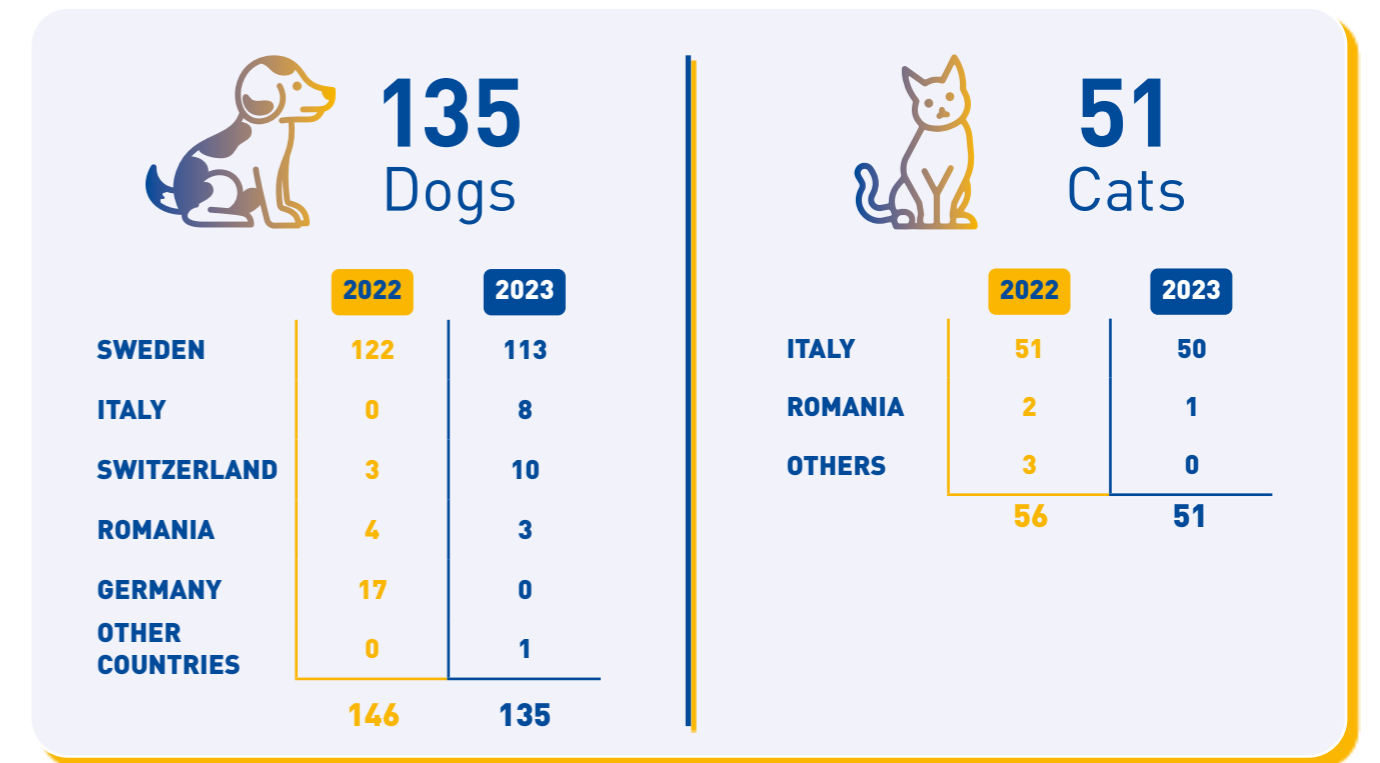 135
Dogs
2022 2023
SWEDEN 122 113
ITALY 0 8
SWITZERLAND 3 10
ROMANIA 4 3
GERMANY 17 0
OTHER
COUNTRIES 0 1
146 135
51
Cats
2022 2023
ITALY 51 50
ROMANIA 2 1
OTHERS 3 0
56 51